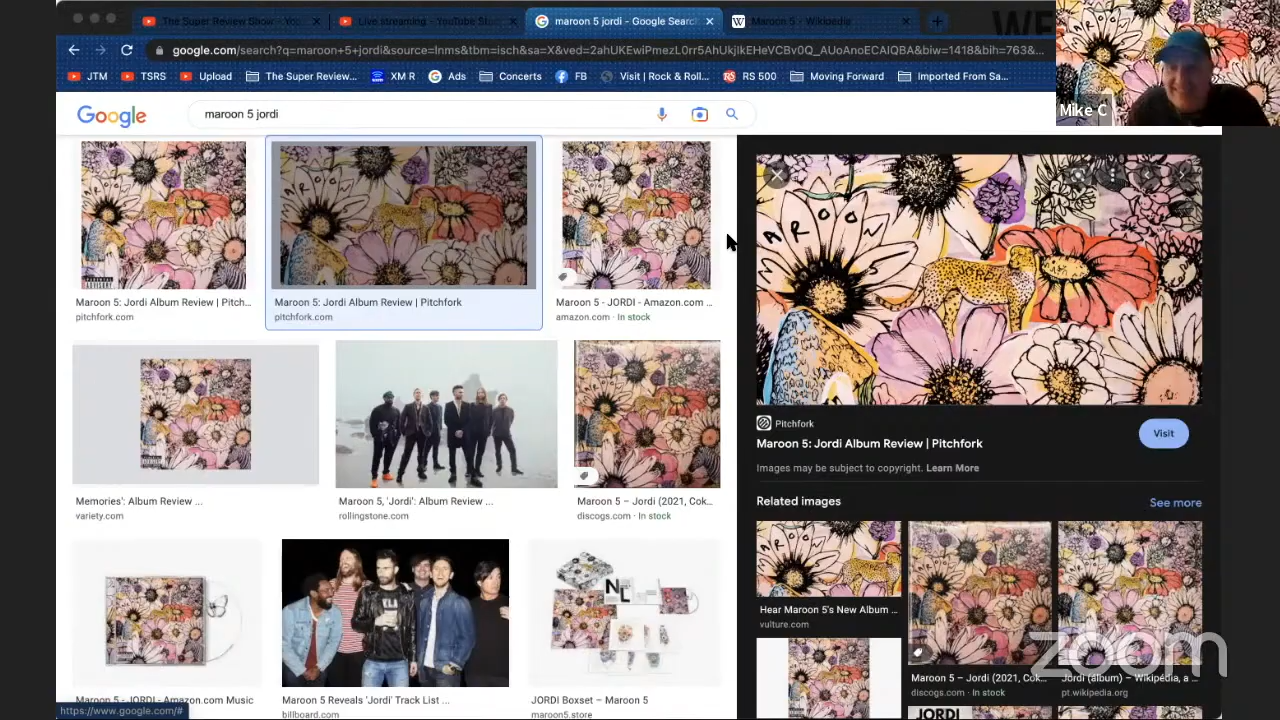 The Super Review Show - You
Live streaming - YouTube Stu
maroon 5 jordi - Google Search
Maroon 5 - Wikipedia
WE
google.com/search?q=maroon+5+jordi&source=lnms&tbm=isch&sa=X&ved=
JTM
TSRS
Upload
The Super Review...
XM R
Ads
Concerts
FB
Visit | Rock & Roll...
RS 500
Moving Forward
Imported From Sa...
Mike C
Google
maroon 5 jordi
MAROON
Maroon 5: Jordi Album Review | Pitch...
pitchfork.com
Maroon 5: Jordi Album Review | Pitchfork
pitchfork.com
Maroon 5 - JORDI - Amazon.com ...
amazon.com · In stock
Pitchfork
Maroon 5: Jordi Album Review | Pitchfork
Visit
Images may be subject to copyright. Learn More
Related images
See more
Memories': Album Review ...
variety.com
Maroon 5, 'Jordi': Album Review ...
rollingstone.com
Maroon 5 – Jordi (2021, Cok...
discogs.com · In stock
Hear Maroon 5's New Album ...
vulture.com
Maroon 5 – Jordi (2021, Cok...
discogs.com · In stock
Jordi (álbum) – Wikipédia, a ...
pt.wikipedia.org
NL
Maroon 5 - JORDI - Amazon.com Music
Maroon 5 Reveals 'Jordi' Track List ...
billboard.com
JORDI Boxset – Maroon 5
maroon5.store
JORDI
https://www.google.com/#
zoom